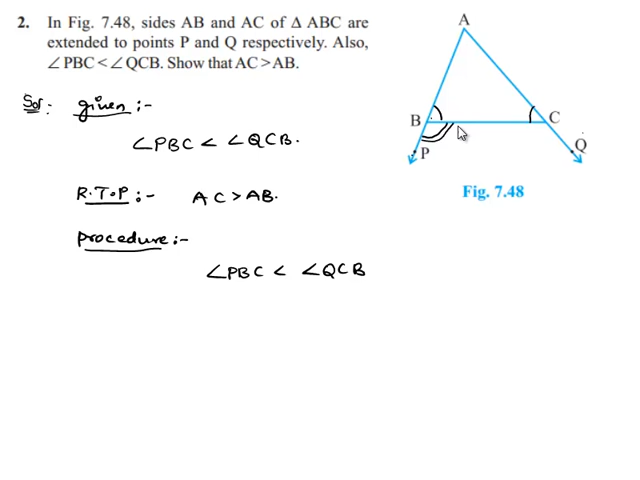 2. In Fig. 7.48, sides AB and AC of Δ ABC are
extended to points P and Q respectively. Also,
∠ PBC < ∠ QCB. Show that AC > AB.
Sol: given :-
∠PBC < ∠QCB.
R.T.P :- AC > AB.
procedure :-
∠PBC < ∠QCB
A
B
C
P
Q
Fig. 7.48